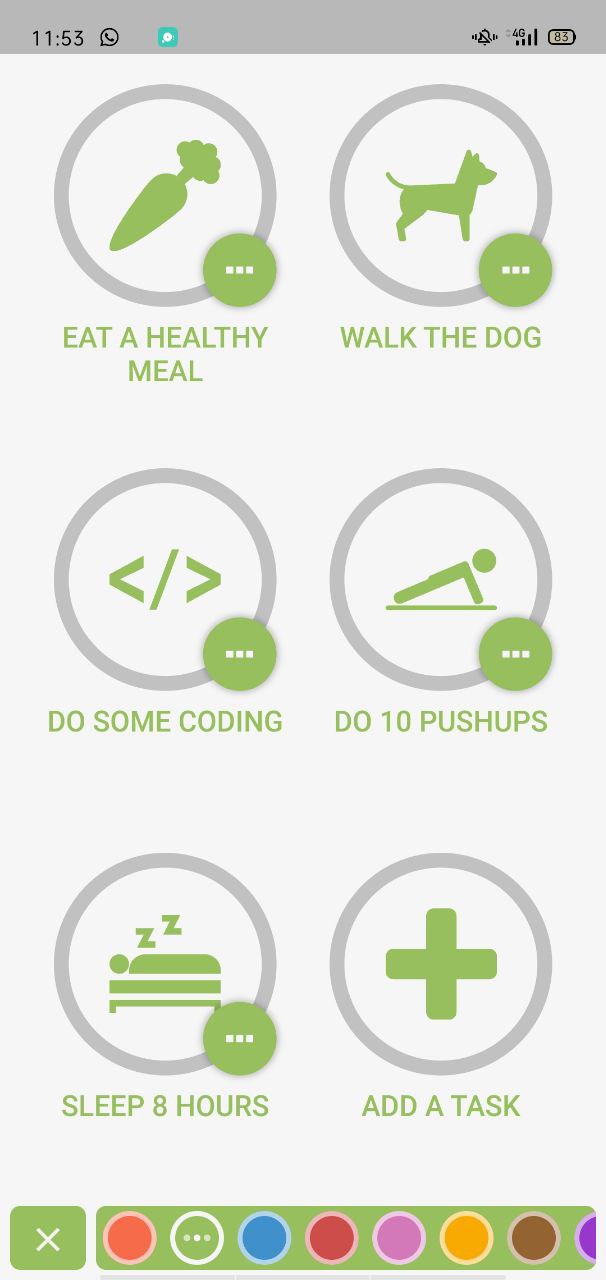 11:53 4G 83
EAT A HEALTHY WALK THE DOG
MEAL
</>
DO SOME CODING DO 10 PUSHUPS
z z
SLEEP 8 HOURS ADD A TASK